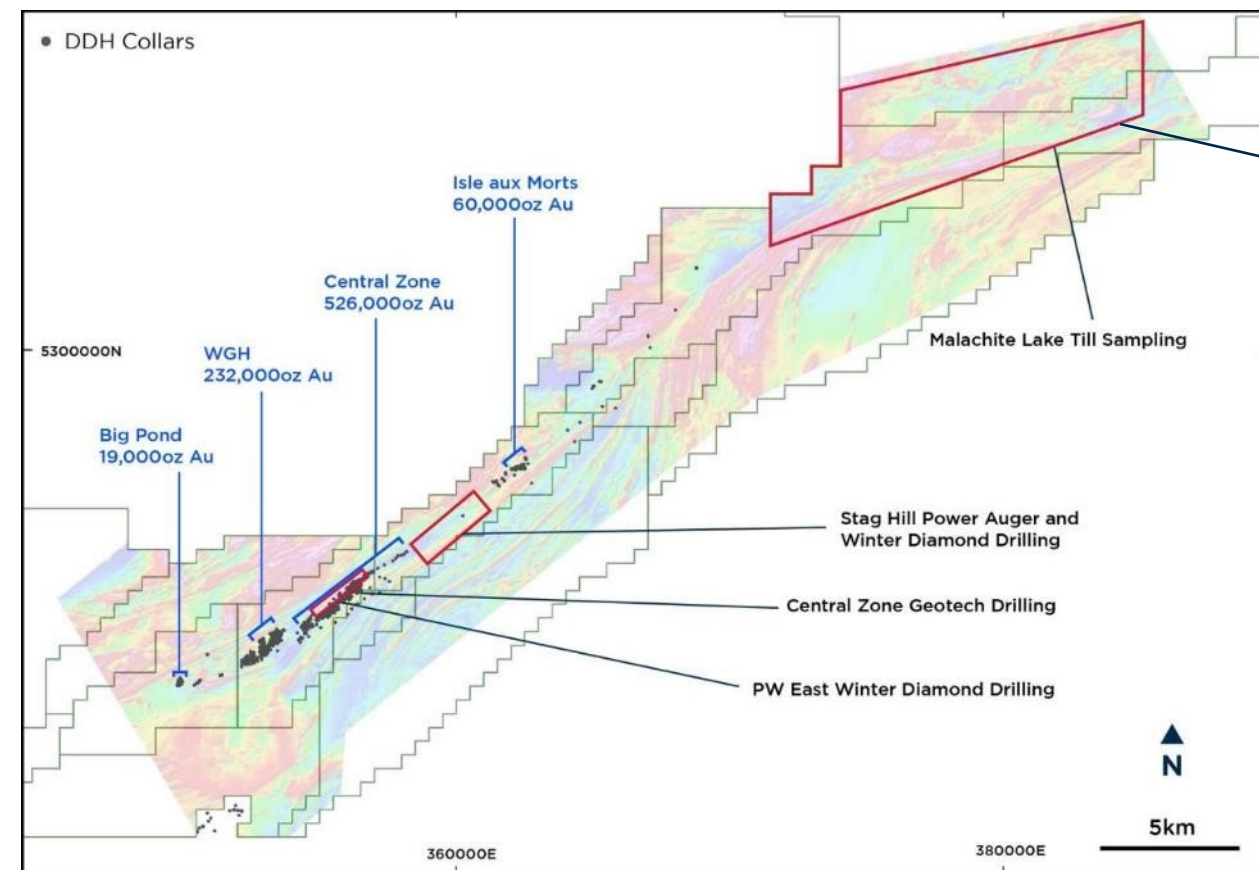 DDH Collars
Isle aux Morts
60,000oz Au
Central Zone
526,000oz Au
Malachite Lake Till Sampling
5300000N
WGH
232,000oz Au
Big Pond
19,000oz Au
Stag Hill Power Auger and
Winter Diamond Drilling
Central Zone Geotech Drilling
PW East Winter Diamond Drilling
N
5km
360000E
380000E